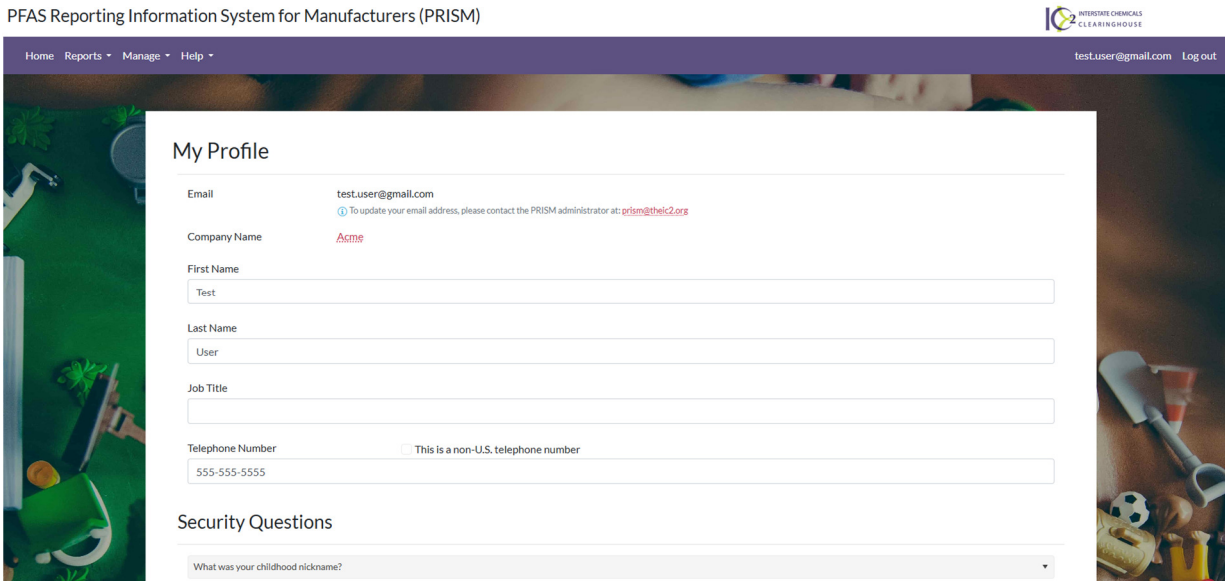 PFAS Reporting Information System for Manufacturers (PRISM)
IC2 INTERSTATE CHEMICALS
CLEARINGHOUSE
Home Reports Manage Help test.user@gmail.com Log out
My Profile
Email test.user@gmail.com
To update your email address, please contact the PRISM administrator at: prism@theic2.org
Company Name Acme
First Name
Test
Last Name
User
Job Title
Telephone Number This is a non-U.S. telephone number
555-555-5555
Security Questions
What was your childhood nickname?